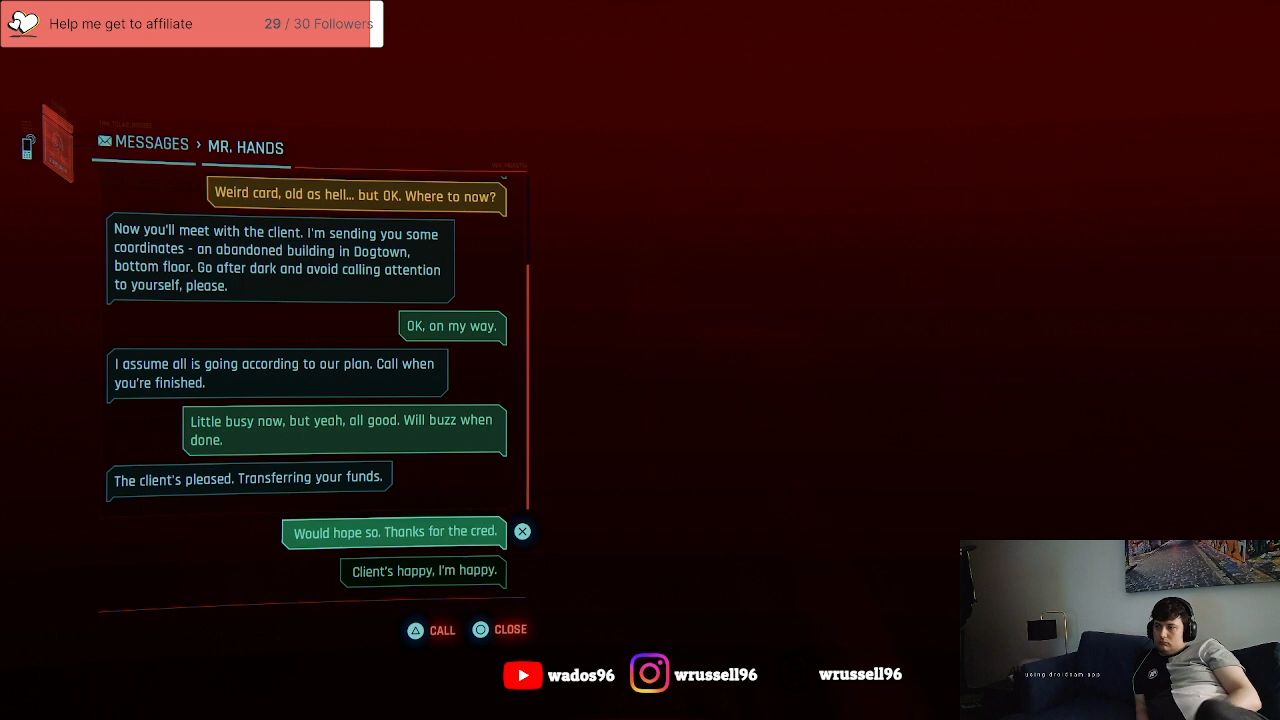 Help me get to affiliate 29 / 30 Followers
MESSAGES › MR. HANDS
Weird card, old as hell... but OK. Where to now?
Now you'll meet with the client. I'm sending you some
coordinates - an abandoned building in Dogtown,
bottom floor. Go after dark and avoid calling attention
to yourself, please.
OK, on my way.
I assume all is going according to our plan. Call when
you're finished.
Little busy now, but yeah, all good. Will buzz when
done.
The client's pleased. Transferring your funds.
Would hope so. Thanks for the cred.
Client's happy, I'm happy.
CALL CLOSE
wados96 wrussell96 wrussell96
using droidcam app